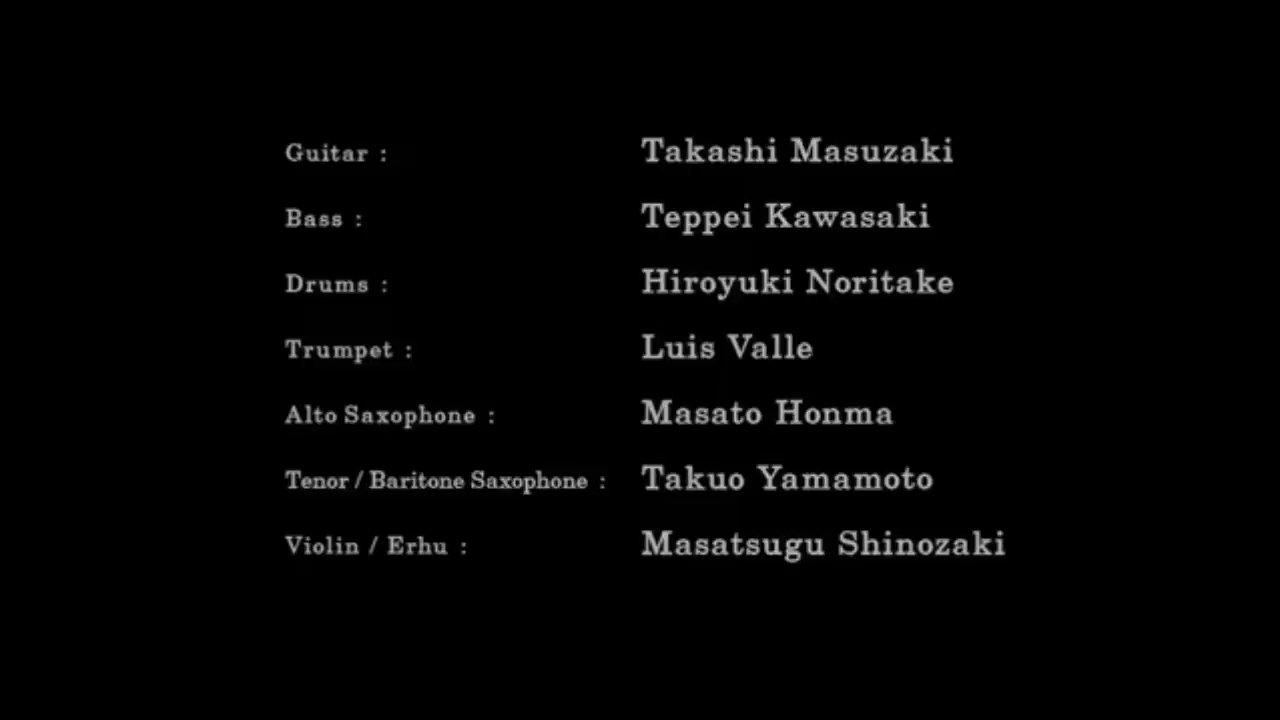 Guitar : Takashi Masuzaki
Bass : Teppei Kawasaki
Drums : Hiroyuki Noritake
Trumpet : Luis Valle
Alto Saxophone : Masato Honma
Tenor / Baritone Saxophone : Takuo Yamamoto
Violin / Erhu : Masatsugu Shinozaki